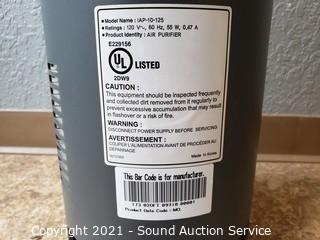 • Model Name : IAP-10-125
• Ratings : 120 V~, 60 Hz, 55 W, 0,47 A
• Product Identity : AIR PURIFIER
E229156
UL LISTED
2DW9
CAUTION :
This equipment should be inspected frequently
and collected dirt removed from it regularly to
prevent excessive accumulation that may result
in flashover or a risk of fire.
WARNING :
DISCONNECT POWER SUPPLY BEFORE SERVICING.
AVERTISSEMENT :
COUPER L'ALIMENTATION AVANT DE PROCÉDER AU
DÉPANNAGE
Made in Korea
This Bar Code is for manufacturer.
Product Date Code :
Copyright 2021 - Sound Auction Service